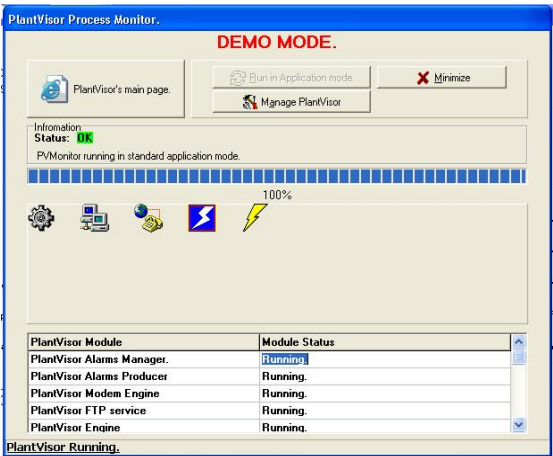 PlantVisor Process Monitor.
DEMO MODE.
PlantVisor's main page.
Run in Application mode.
Minimize
Manage PlantVisor
Infromation
Status: OK
PVMonitor running in standard application mode.
100%
PlantVisor Module Module Status
PlantVisor Alarms Manager. Running.
PlantVisor Alarms Producer Running.
PlantVisor Modem Engine Running.
PlantVisor FTP service Running.
PlantVisor Engine Running.
PlantVisor Running.